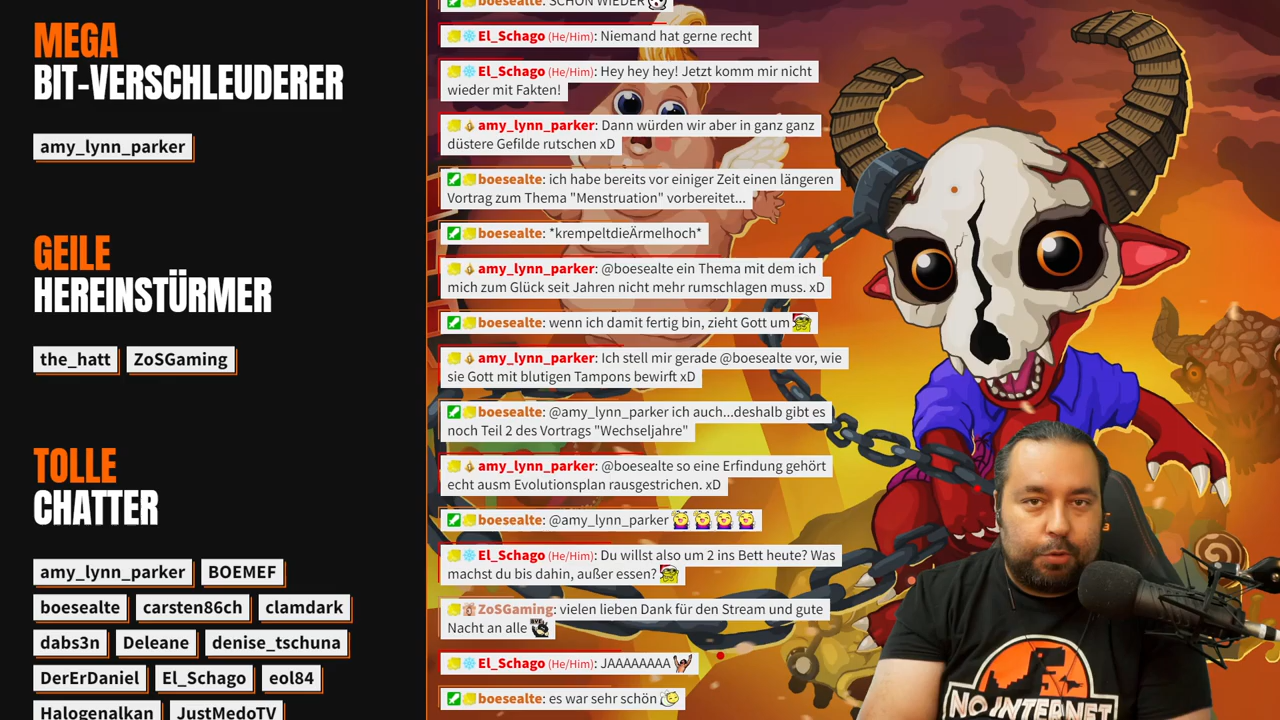 MEGA
BIT-VERSCHLEUDERER
amy_lynn_parker
GEILE
HEREINSTÜRMER
the_hatt ZoSGaming
TOLLE
CHATTER
amy_lynn_parker BOEMEF
boesealte carsten86ch clamdark
dabs3n Deleane denise_tschuna
DerErDaniel El_Schago eol84
Halogenalkan JustMedoTV
boesealte: SCHON WIEDER
El_Schago (He/Him): Niemand hat gerne recht
El_Schago (He/Him): Hey hey hey! Jetzt komm mir nicht
wieder mit Fakten!
amy_lynn_parker: Dann würden wir aber in ganz ganz
düstere Gefilde rutschen xD
boesealte: ich habe bereits vor einiger Zeit einen längeren
Vortrag zum Thema "Menstruation" vorbereitet...
boesealte: *krempeltdieÄrmelhoch*
amy_lynn_parker: @boesealte ein Thema mit dem ich
mich zum Glück seit Jahren nicht mehr rumschlagen muss. xD
boesealte: wenn ich damit fertig bin, zieht Gott um
amy_lynn_parker: Ich stell mir gerade @boesealte vor, wie
sie Gott mit blutigen Tampons bewirft xD
boesealte: @amy_lynn_parker ich auch...deshalb gibt es
noch Teil 2 des Vortrags "Wechseljahre"
amy_lynn_parker: @boesealte so eine Erfindung gehört
echt ausm Evolutionsplan rausgestrichen. xD
boesealte: @amy_lynn_parker
El_Schago (He/Him): Du willst also um 2 ins Bett heute? Was
machst du bis dahin, außer essen?
ZoSGaming: vielen lieben Dank für den Stream und gute
Nacht an alle
El_Schago (He/Him): JAAAAAAAA
boesealte: es war sehr schön
NO INTERNET